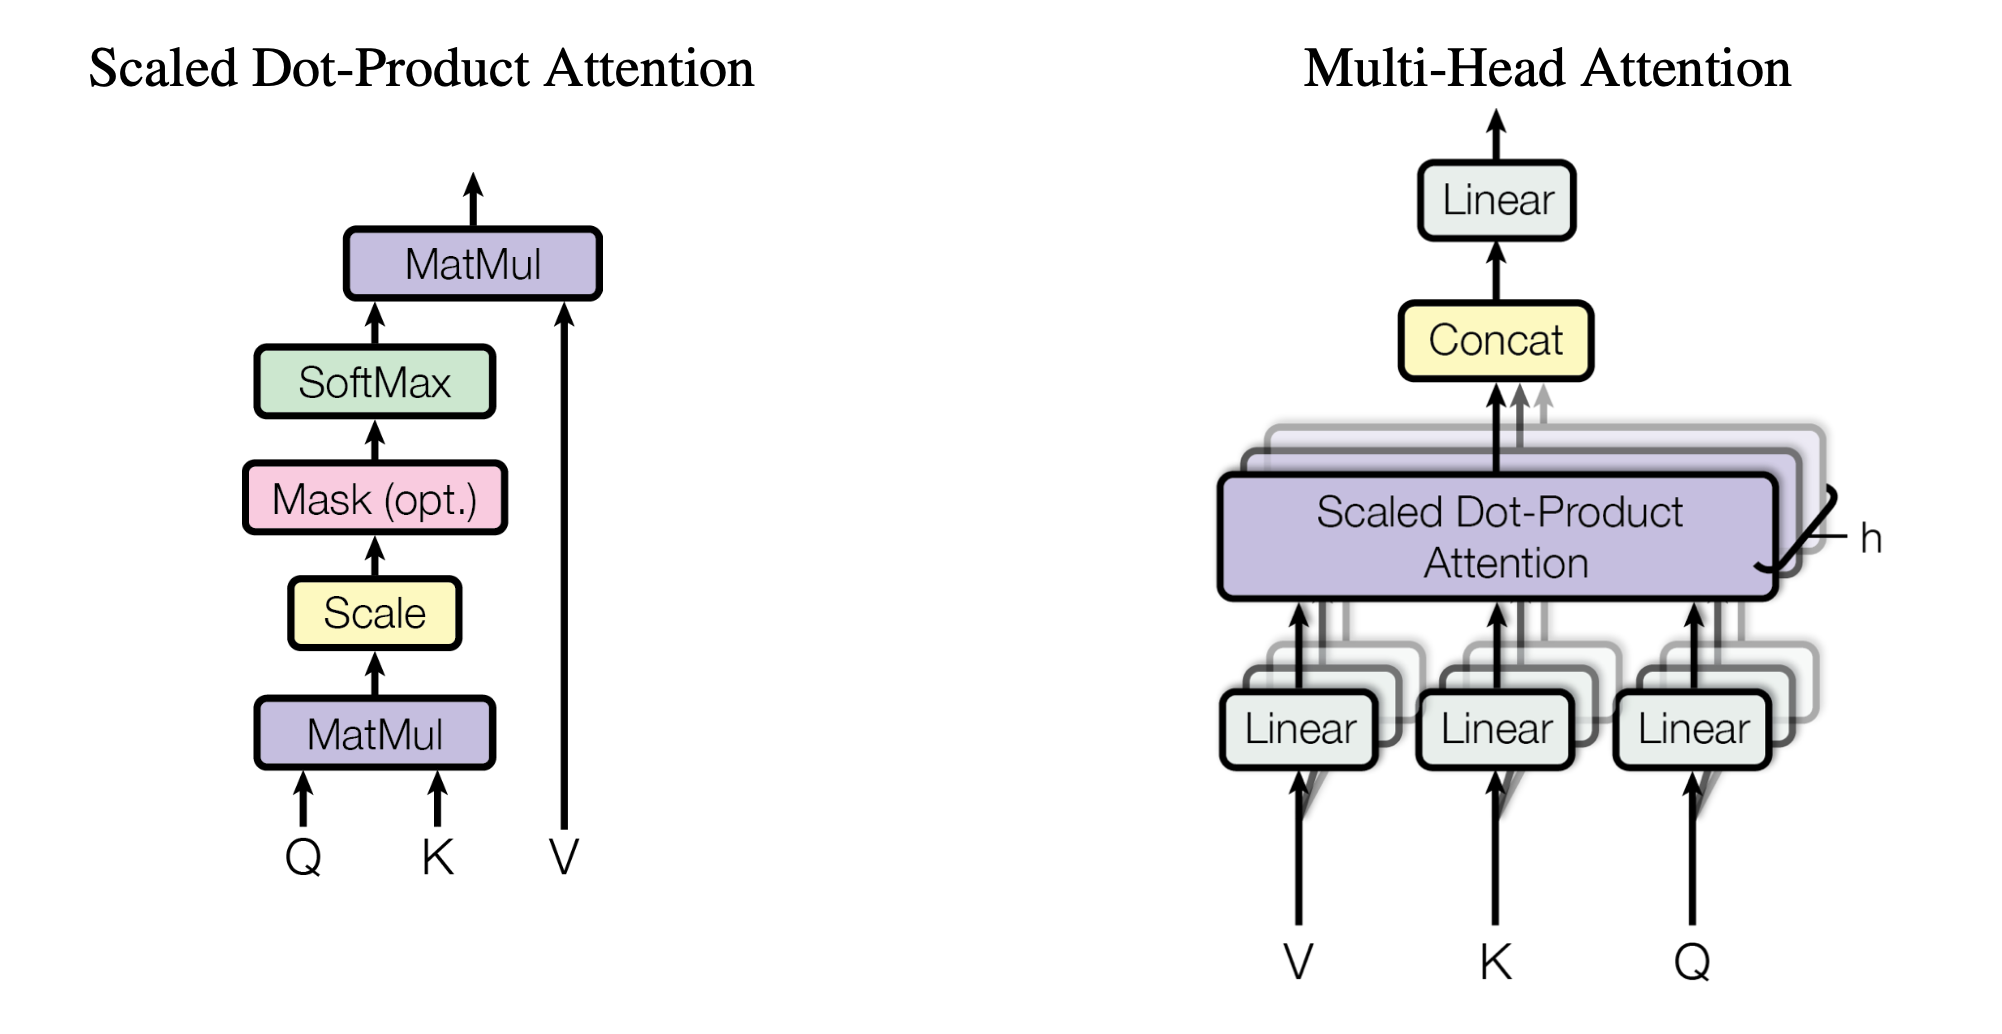 Scaled Dot-Product Attention
MatMul
SoftMax
Mask (opt.)
Scale
MatMul
Q K V
Multi-Head Attention
Linear
Concat
Scaled Dot-Product
Attention
h
Linear Linear Linear
V K Q